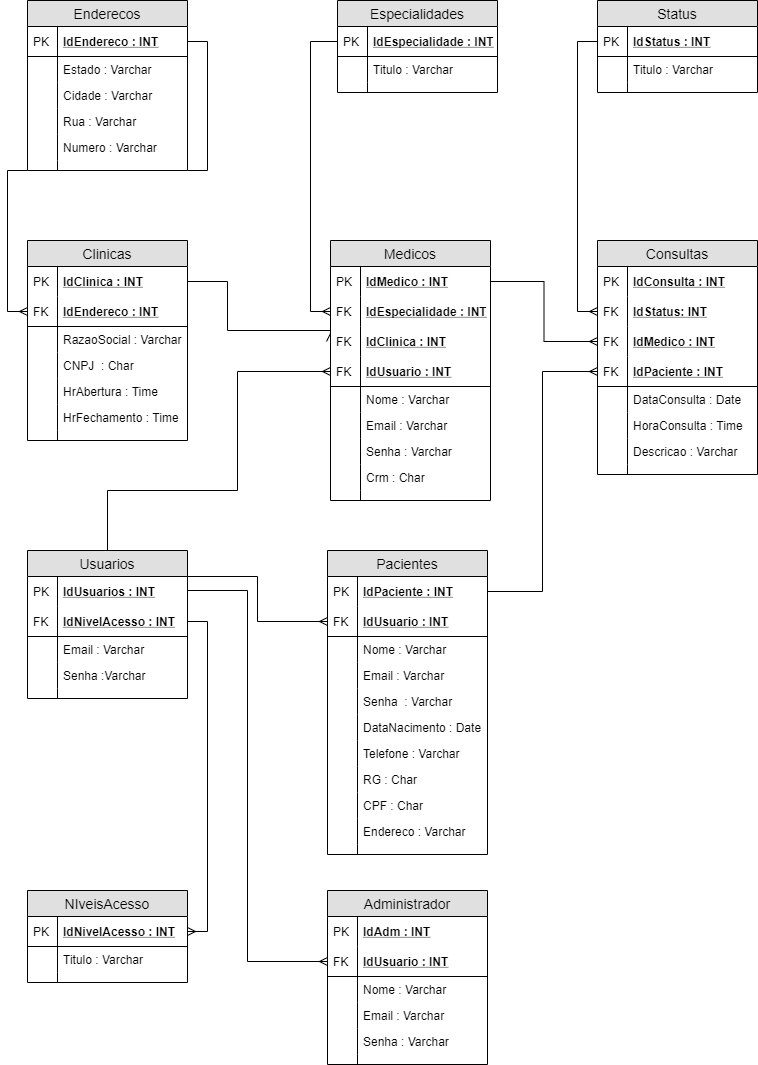 Enderecos
PK IdEndereco : INT
Estado : Varchar
Cidade : Varchar
Rua : Varchar
Numero : Varchar
Especialidades
PK IdEspecialidade : INT
Titulo : Varchar
Status
PK IdStatus : INT
Titulo : Varchar
Clinicas
PK IdClinica : INT
FK IdEndereco : INT
RazaoSocial : Varchar
CNPJ  : Char
HrAbertura : Time
HrFechamento : Time
Medicos
PK IdMedico : INT
FK IdEspecialidade : INT
FK IdClinica : INT
FK IdUsuario : INT
Nome : Varchar
Email : Varchar
Senha : Varchar
Crm : Char
Consultas
PK IdConsulta : INT
FK IdStatus: INT
FK IdMedico : INT
FK IdPaciente : INT
DataConsulta : Date
HoraConsulta : Time
Descricao : Varchar
Usuarios
PK IdUsuarios : INT
FK IdNivelAcesso : INT
Email : Varchar
Senha :Varchar
Pacientes
PK IdPaciente : INT
FK IdUsuario : INT
Nome : Varchar
Email : Varchar
Senha  : Varchar
DataNacimento : Date
Telefone : Varchar
RG : Char
CPF : Char
Endereco : Varchar
NIveisAcesso
PK IdNivelAcesso : INT
Titulo : Varchar
Administrador
PK IdAdm : INT
FK IdUsuario : INT
Nome : Varchar
Email : Varchar
Senha : Varchar